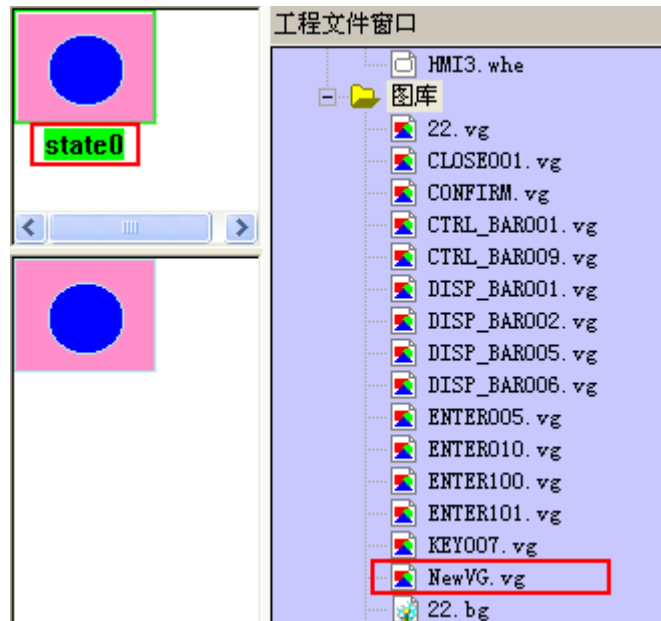 state0
工程文件窗口
HMI3.whe
图库
22.vg
CLOSE001.vg
CONFIRM.vg
CTRL_BAR001.vg
CTRL_BAR009.vg
DISP_BAR001.vg
DISP_BAR002.vg
DISP_BAR005.vg
DISP_BAR006.vg
ENTER005.vg
ENTER010.vg
ENTER100.vg
ENTER101.vg
KEY007.vg
NewVG.vg
22.bg